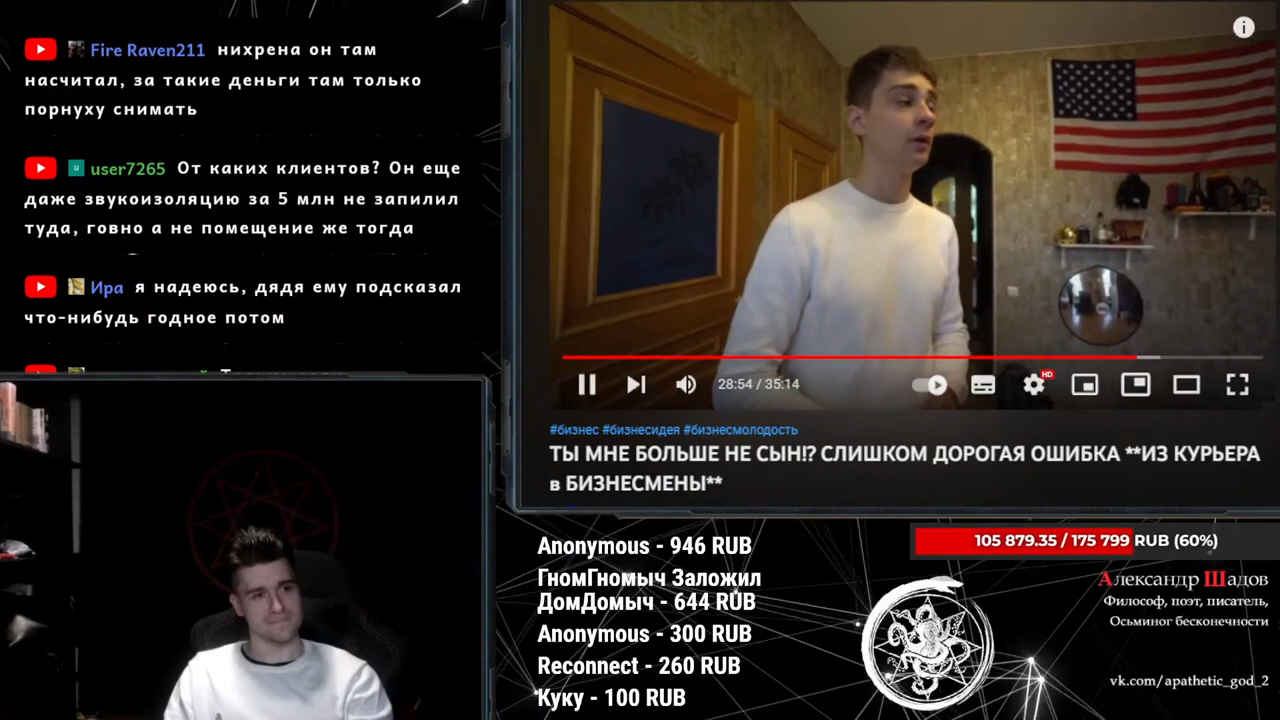 Fire Raven211 нихрена он там
насчитал, за такие деньги там только
порнуху снимать
user7265 От каких клиентов? Он еще
даже звукоизоляцию за 5 млн не запилил
туда, говно а не помещение же тогда
Ира я надеюсь, дядя ему подсказал
что-нибудь годное потом
28:54 / 35:14
HD
#бизнес #бизнесидея #бизнесмолодость
ТЫ МНЕ БОЛЬШЕ НЕ СЫН!? СЛИШКОМ ДОРОГАЯ ОШИБКА **ИЗ КУРЬЕРА
в БИЗНЕСМЕНЫ**
Anonymous - 946 RUB
ГномГномыч Заложил
ДомДомыч - 644 RUB
Anonymous - 300 RUB
Reconnect - 260 RUB
Куку - 100 RUB
105 879.35 / 175 799 RUB (60%)
Александр Шадов
Философ, поэт, писатель,
Осьминог бесконечности
vk.com/apathetic_god_2